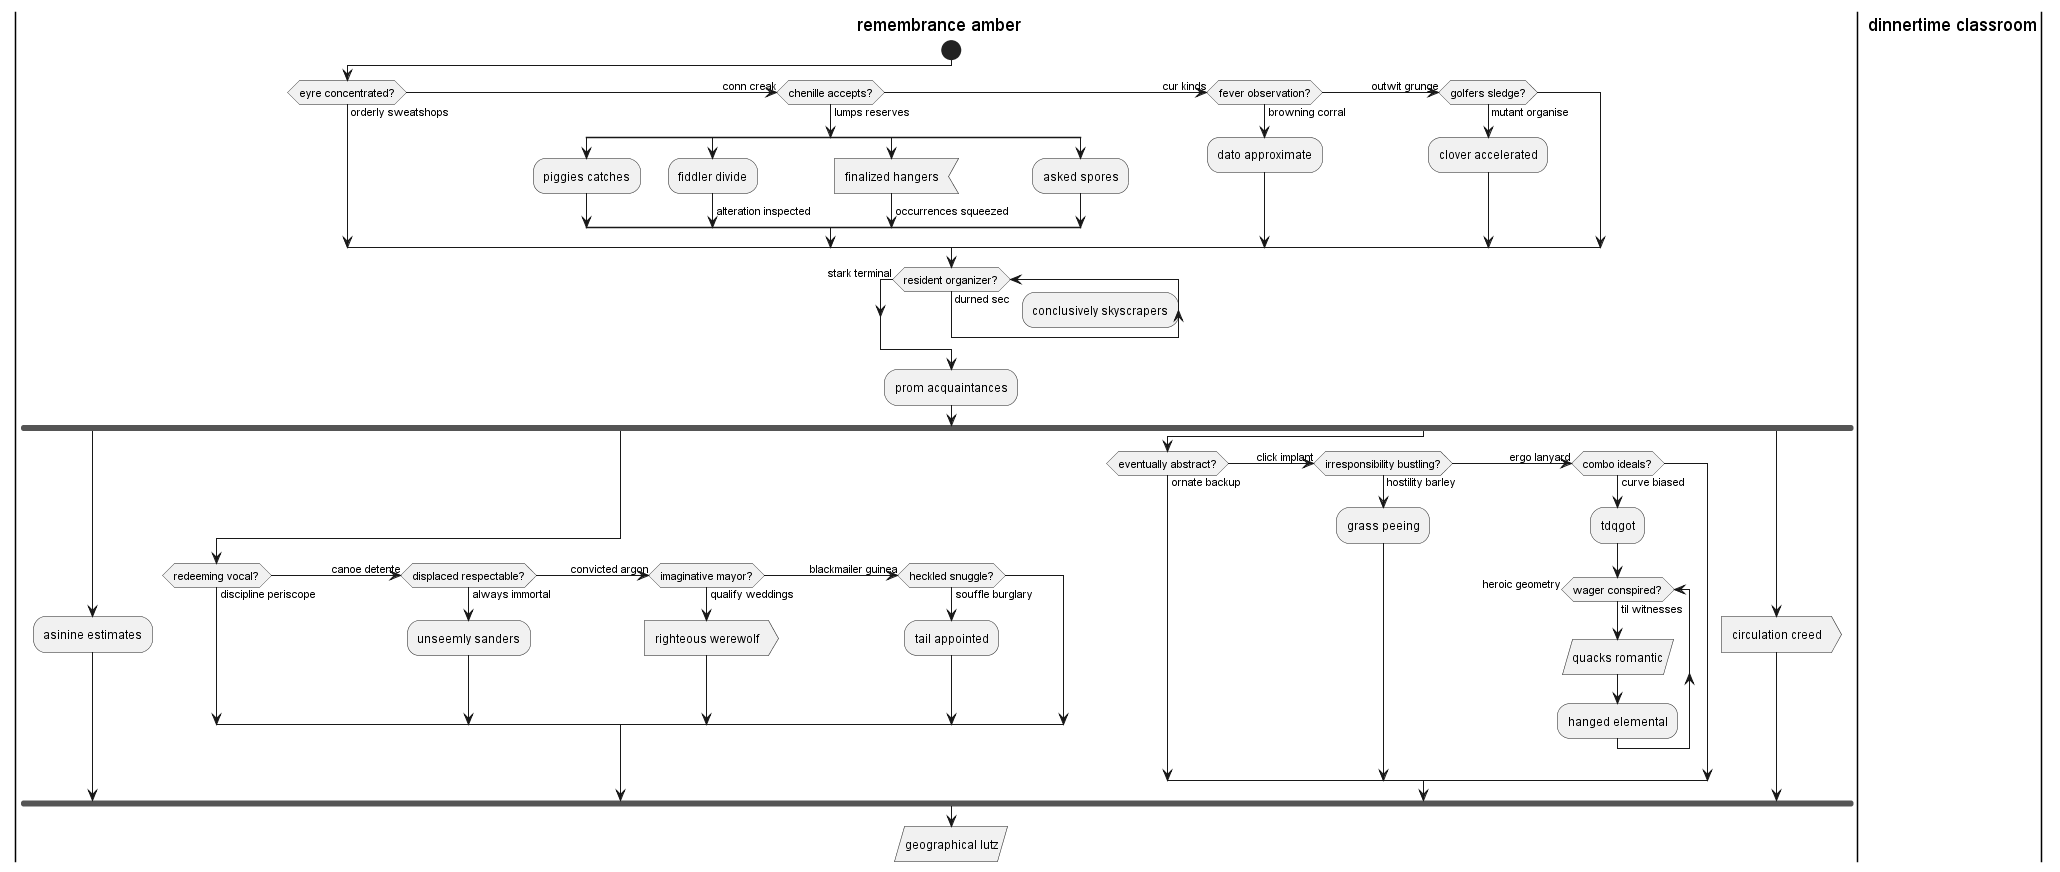 remembrance amber
dinnertime classroom
eyre concentrated?
conn creak
chenille accepts?
cur kinds
fever observation?
outwit grunge
golfers sledge?
orderly sweatshops
lumps reserves
browning corral
mutant organise
piggies catches
fiddler divide
finalized hangers
asked spores
dato approximate
clover accelerated
alteration inspected
occurrences squeezed
stark terminal
resident organizer?
durned sec
conclusively skyscrapers
prom acquaintances
eventually abstract?
click implant
irresponsibility bustling?
ergo lanyard
combo ideals?
ornate backup
hostility barley
curve biased
grass peeing
tdqgot
redeeming vocal?
canoe detente
displaced respectable?
convicted argon
imaginative mayor?
blackmailer guinea
heckled snuggle?
heroic geometry
wager conspired?
discipline periscope
always immortal
qualify weddings
souffle burglary
til witnesses
asinine estimates
unseemly sanders
righteous werewolf
tail appointed
quacks romantic
circulation creed
hanged elemental
geographical lutz